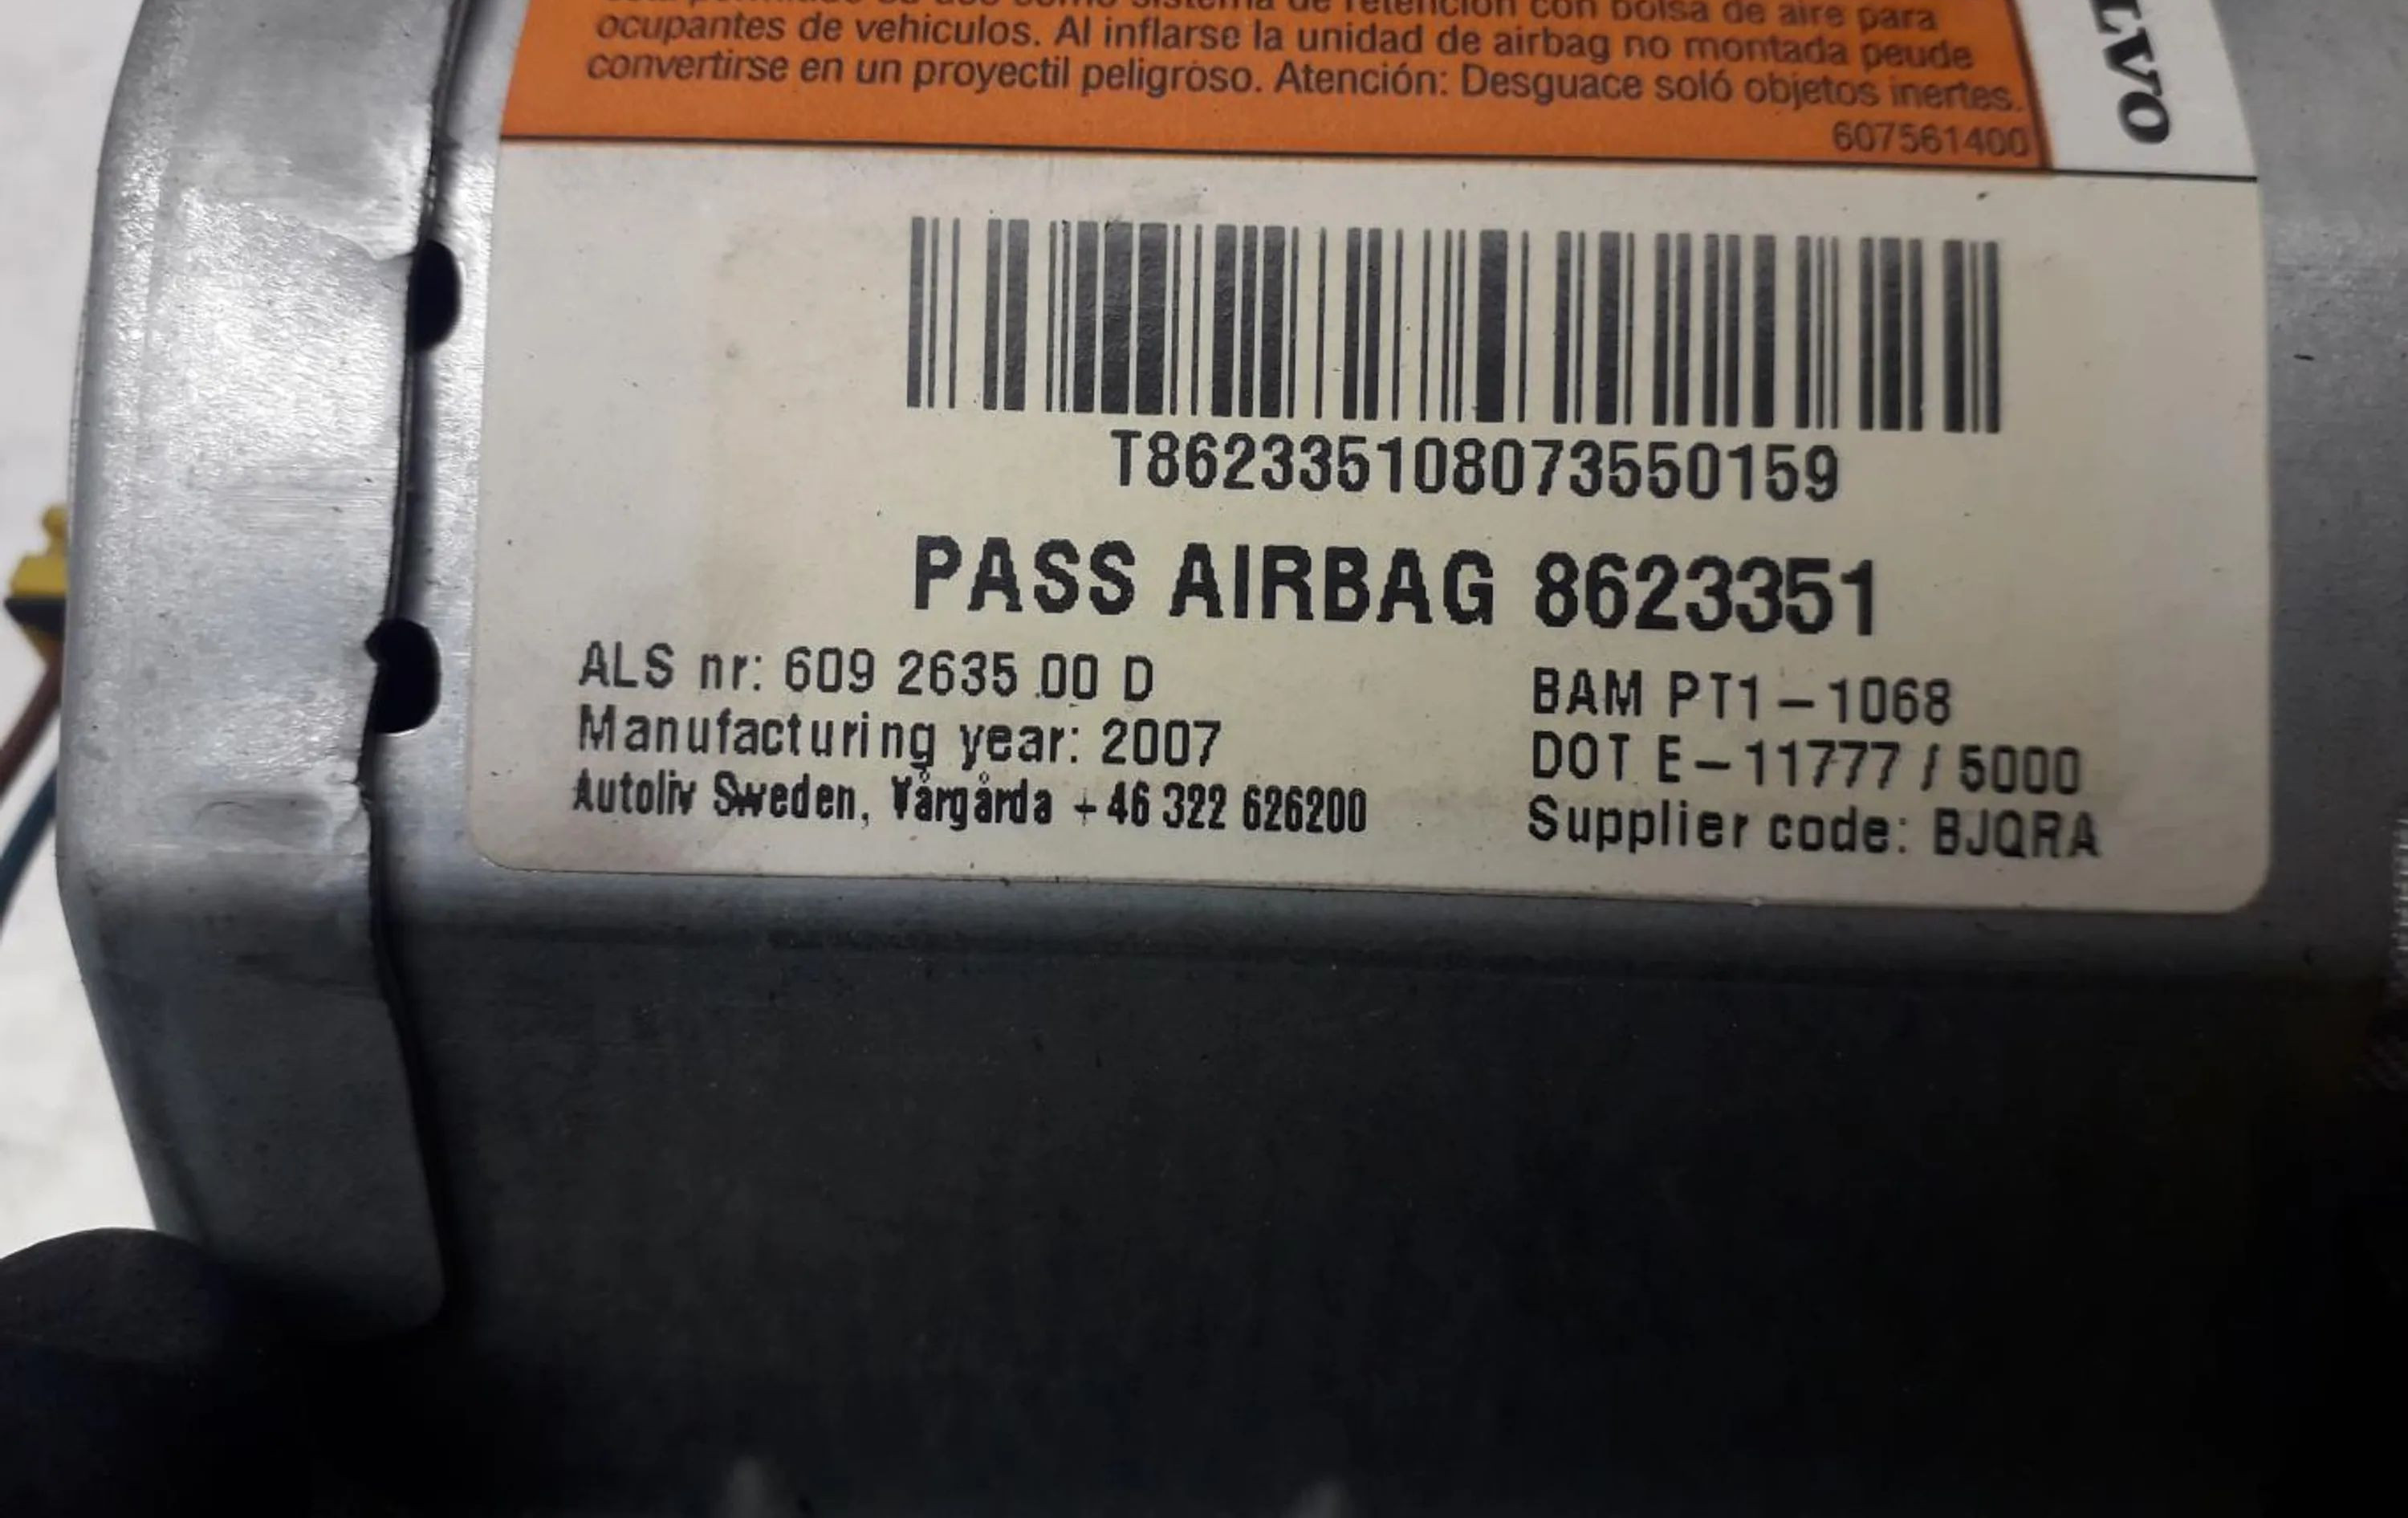 ocupantes de vehiculos. Al inflarse la unidad de airbag no montada peude
convertirse en un proyectil peligroso. Atención: Desguace soló objetos inertes.
607561400
LVO
T862335108073550159
PASS AIRBAG 8623351
ALS nr: 609 2635 00 D
Manufacturing year: 2007
Autoliv Sweden, Vårgårda +46 322 626200
BAM PT1-1068
DOT E-11777 / 5000
Supplier code: BJQRA